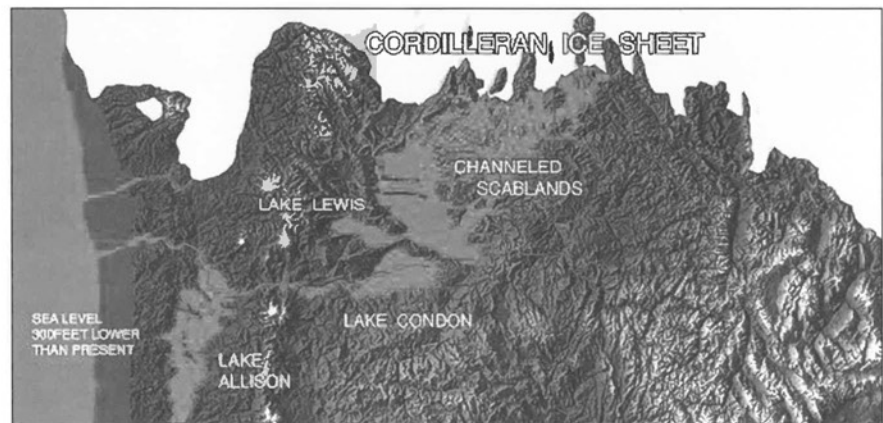 CORDILLERAN ICE SHEET
CHANNELED
SCABLANDS
LAKE LEWIS
SEA LEVEL
300FEET LOWER
THAN PRESENT
LAKE CONDON
LAKE
ALLISON